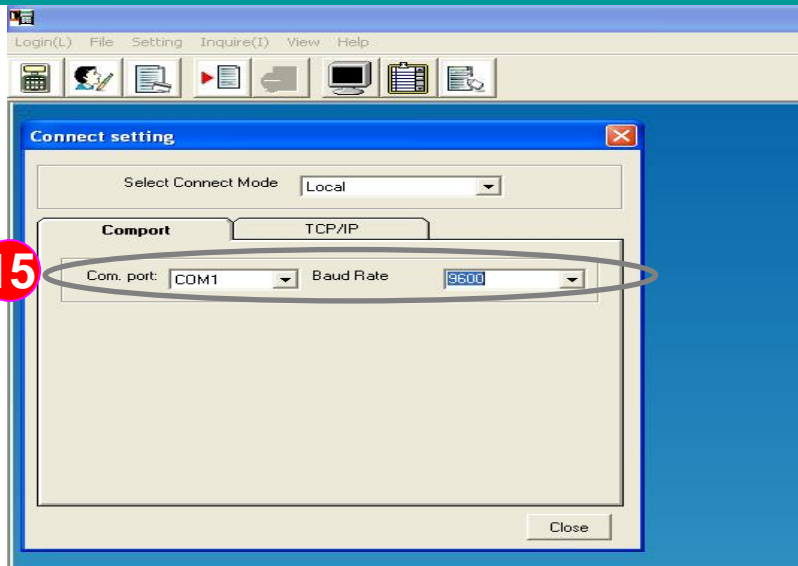 Login(L) File Setting Inquire(I) View Help
Connect setting
Select Connect Mode Local
Comport TCP/IP
15
Com. port: COM1 Baud Rate 9600
Close